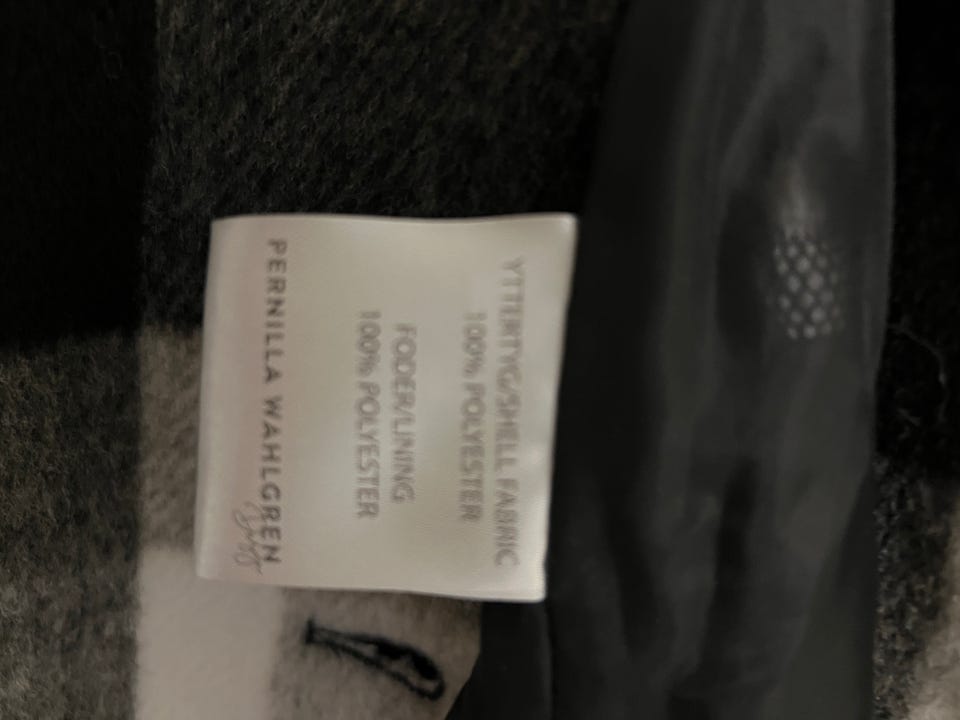 YTTERTYG/SHELL FABRIC
100% POLYESTER
FODER/LINING
100% POLYESTER
PERNILLA WAHLGREN